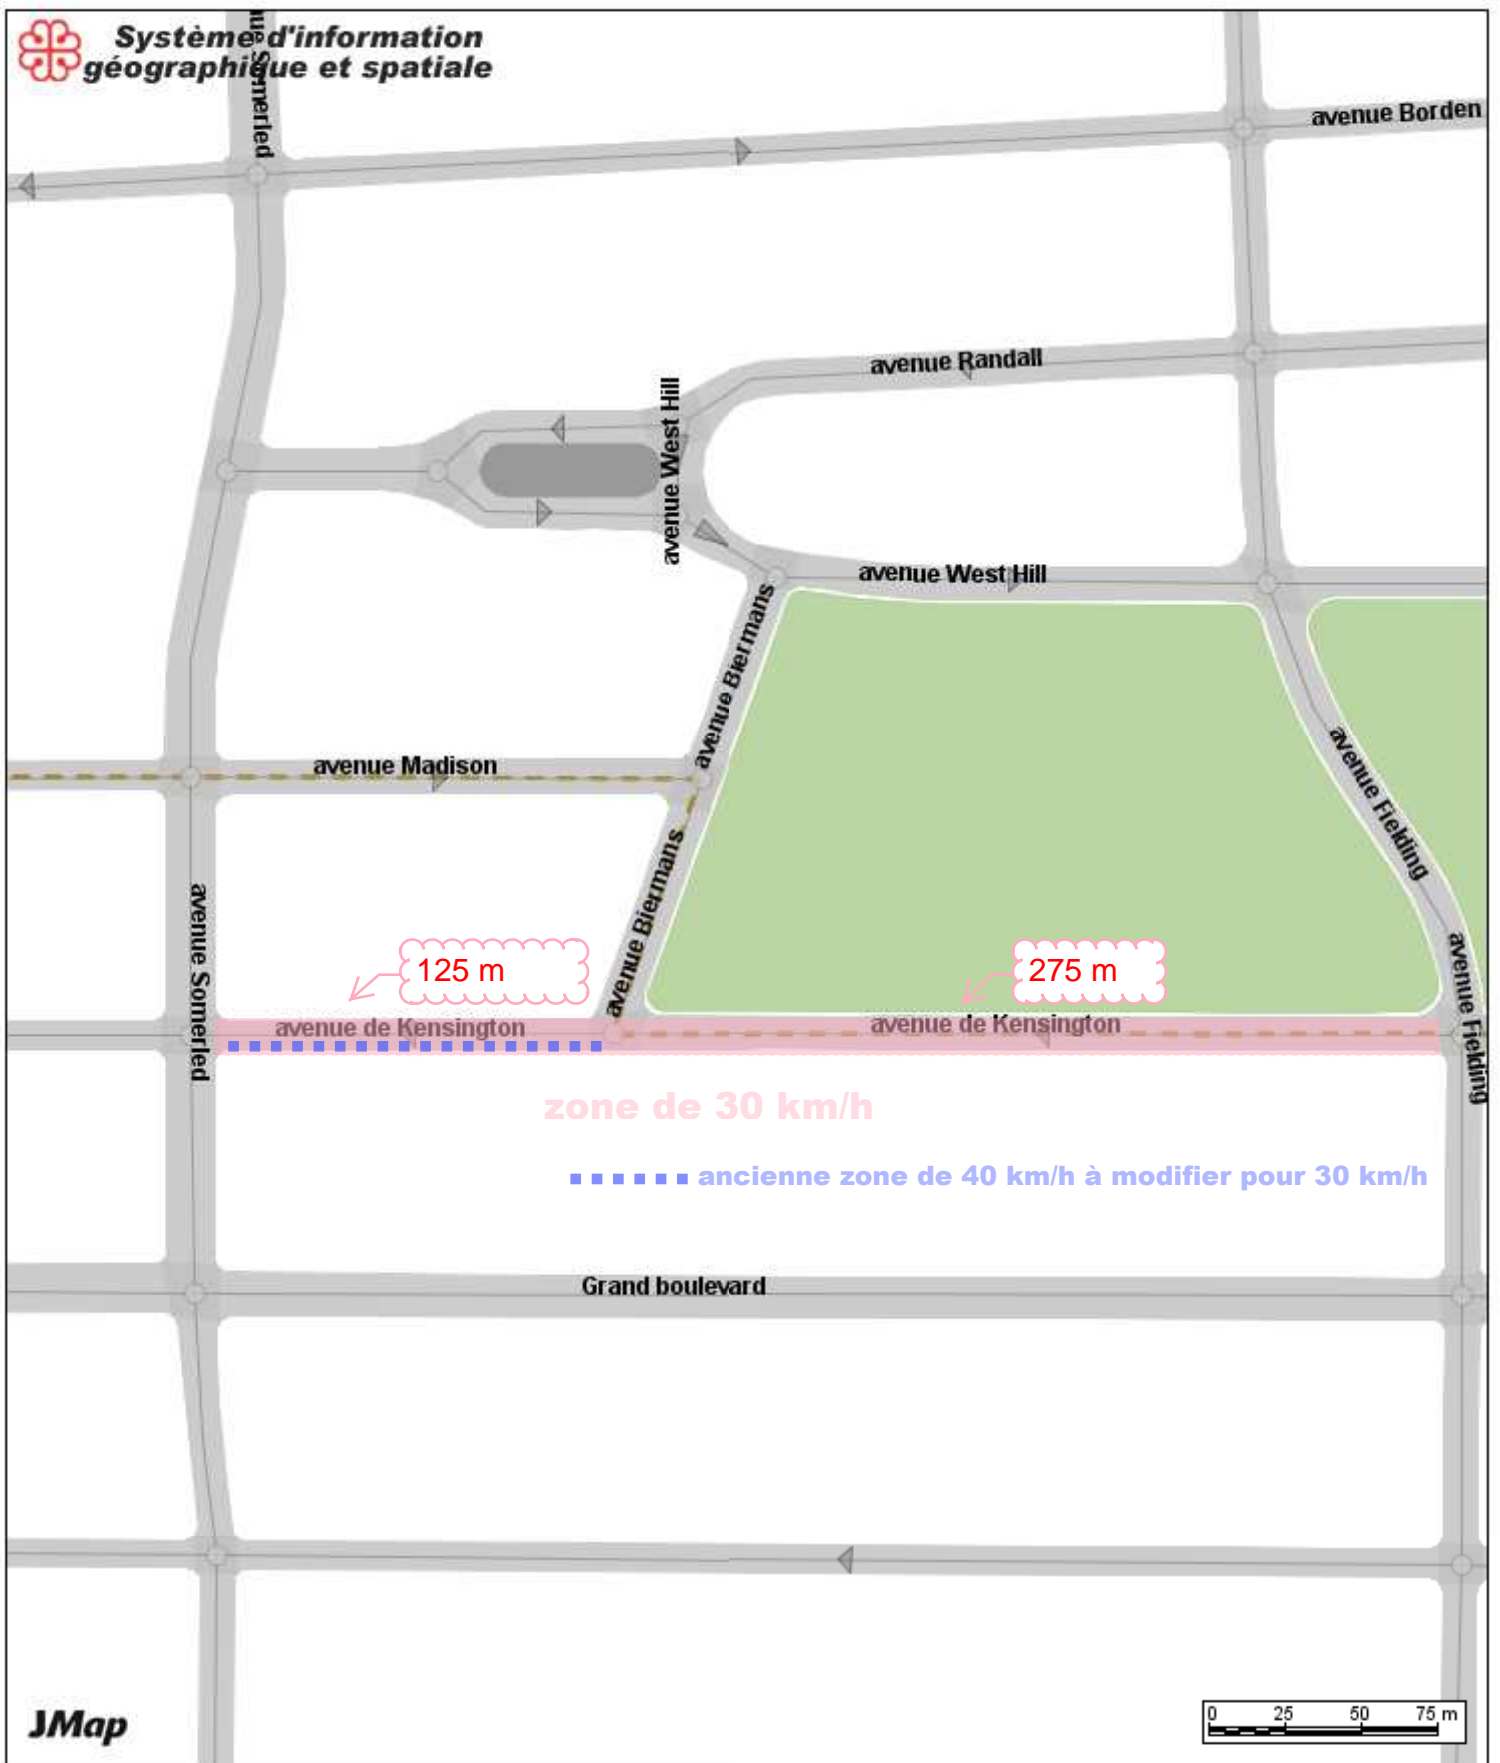 Système d'information
géographique et spatiale
avenue Somerled
avenue Borden
avenue Randall
avenue West Hill
avenue West Hill
avenue Biermans
avenue Madison
avenue Fielding
avenue Biermans
avenue Somerled
125 m
275 m
avenue Fielding
avenue de Kensington
avenue de Kensington
zone de 30 km/h
ancienne zone de 40 km/h à modifier pour 30 km/h
Grand boulevard
JMap
0 25 50 75 m